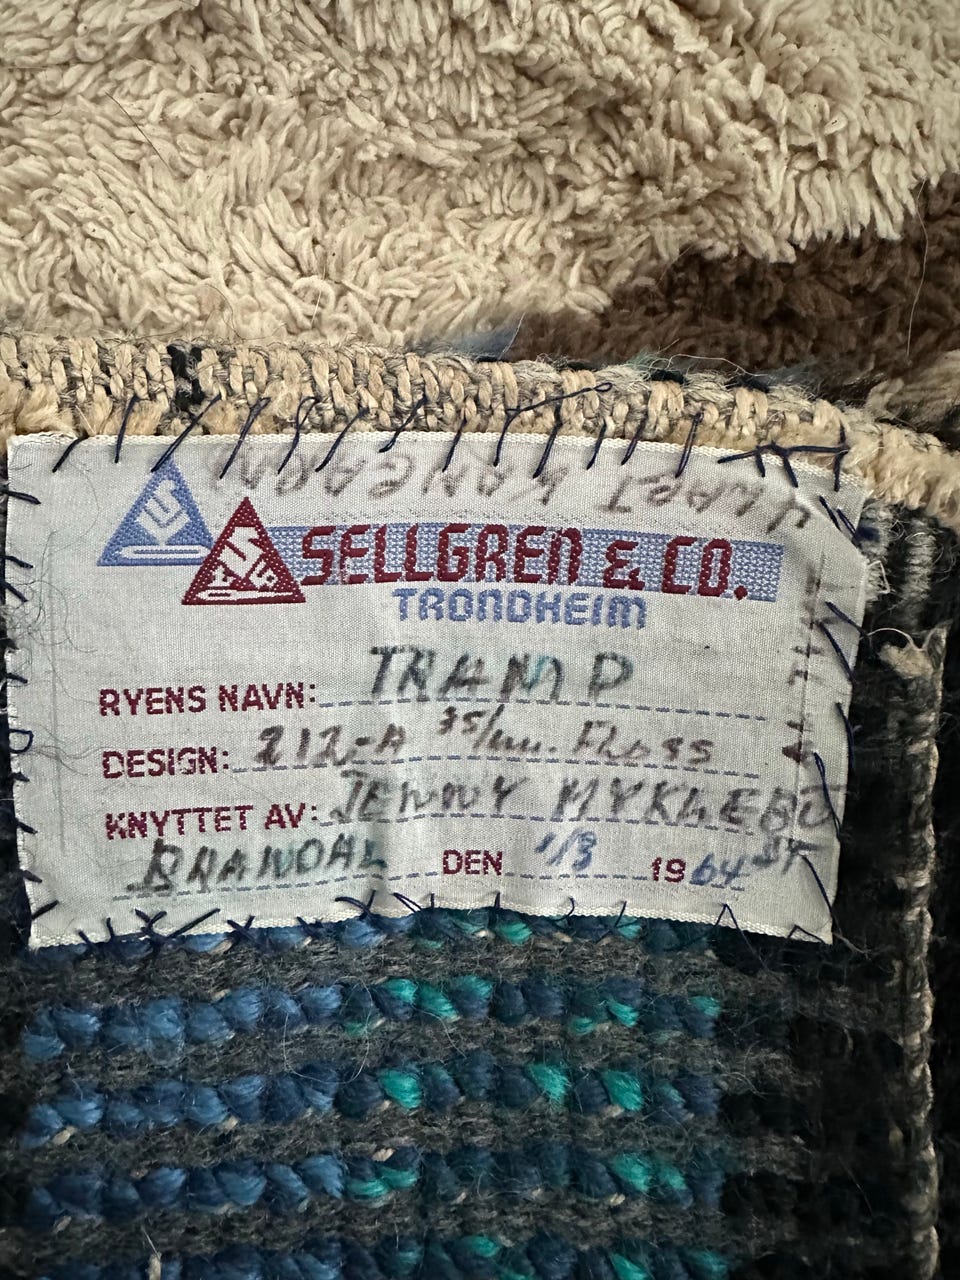 SELLGREN & CO.
TRONDHEIM
RYENS NAVN: TRAMP
DESIGN: 212-A 35/mm. FLOSS
KNYTTET AV: JENNY MYKLEBU
BRANDAL DEN 1/3 1964 ST